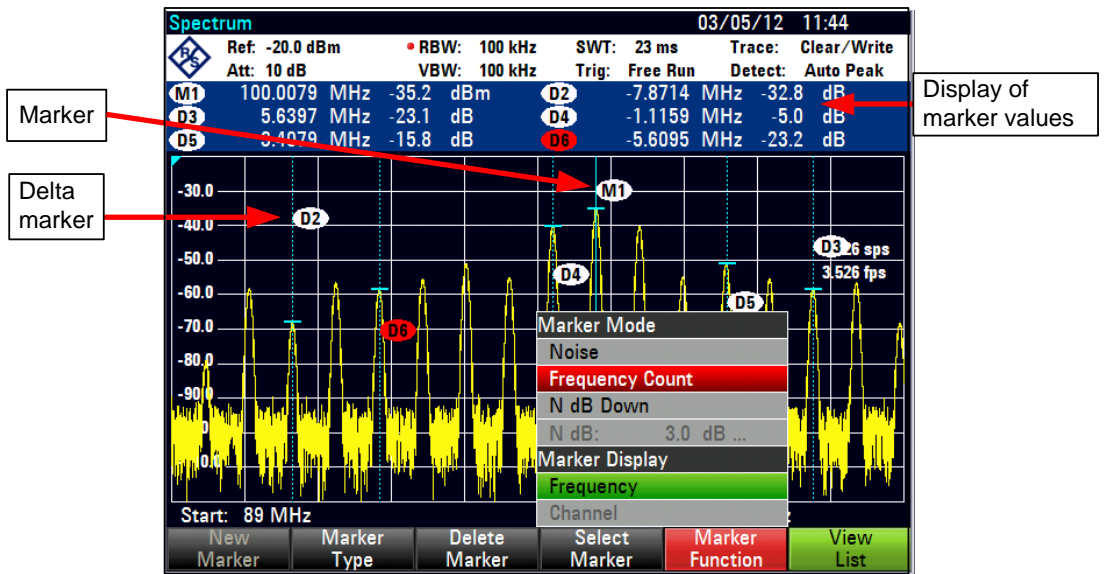 Spectrum 03/05/12 11:44
Ref: -20.0 dBm RBW: 100 kHz SWT: 23 ms Trace: Clear/Write
Att: 10 dB VBW: 100 kHz Trig: Free Run Detect: Auto Peak
M1 100.0079 MHz -35.2 dBm D2 -7.8714 MHz -32.8 dB
D3 5.6397 MHz -23.1 dB D4 -1.1159 MHz -5.0 dB
D5 3.4079 MHz -15.8 dB D6 -5.6095 MHz -23.2 dB
Marker
Display of
marker values
Delta
marker
-30.0
M1
D2
-40.0
D3 26 sps
-50.0
D4
3.526 fps
-60.0
D5
-70.0
D6
-80.0
-90.0
Marker Mode
Noise
Frequency Count
N dB Down
N dB: 3.0 dB ...
Marker Display
Frequency
Channel
Start: 89 MHz
New
Marker
Marker
Type
Delete
Marker
Select
Marker
Marker
Function
View
List